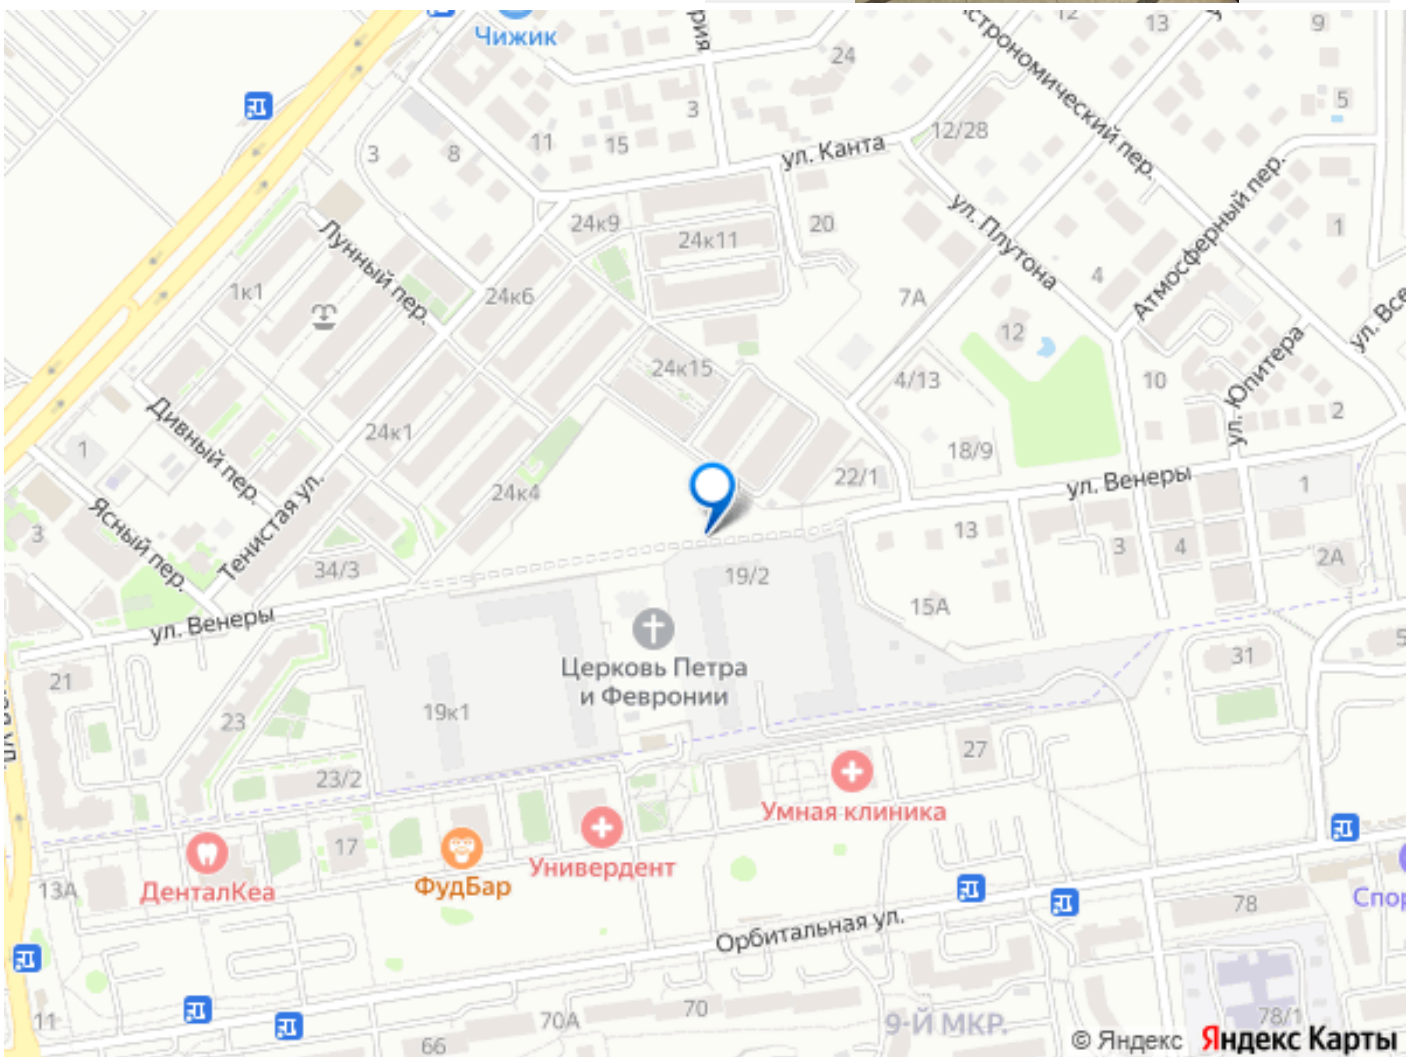 Чижик
12
13
9
24
Астрономический пер.
3
5
11
15
12/28
3
8
ул. Канта
Атмосферный пер.
24к9
24к11
20
ул. Плутона
1
Лунный пер.
1к1
24к6
7А
4
12
ул. Все
24к15
4/13
10
ул. Юпитера
2
Дивный пер.
24к1
1
18/9
22/1
24к4
ул. Венеры
1
3
Ясный пер.
Тенистая ул.
13
3
4
2А
34/3
19/2
15А
ул. Венеры
Церковь Петра
и Февронии
31
5
21
23
19к1
27
23/2
Умная клиника
17
Универдент
ФудБар
ДенталКеа
13А
Спор
78
Орбитальная ул.
11
70А
70
66
9-Й МКР.
78/1
© Яндекс Яндекс Карты